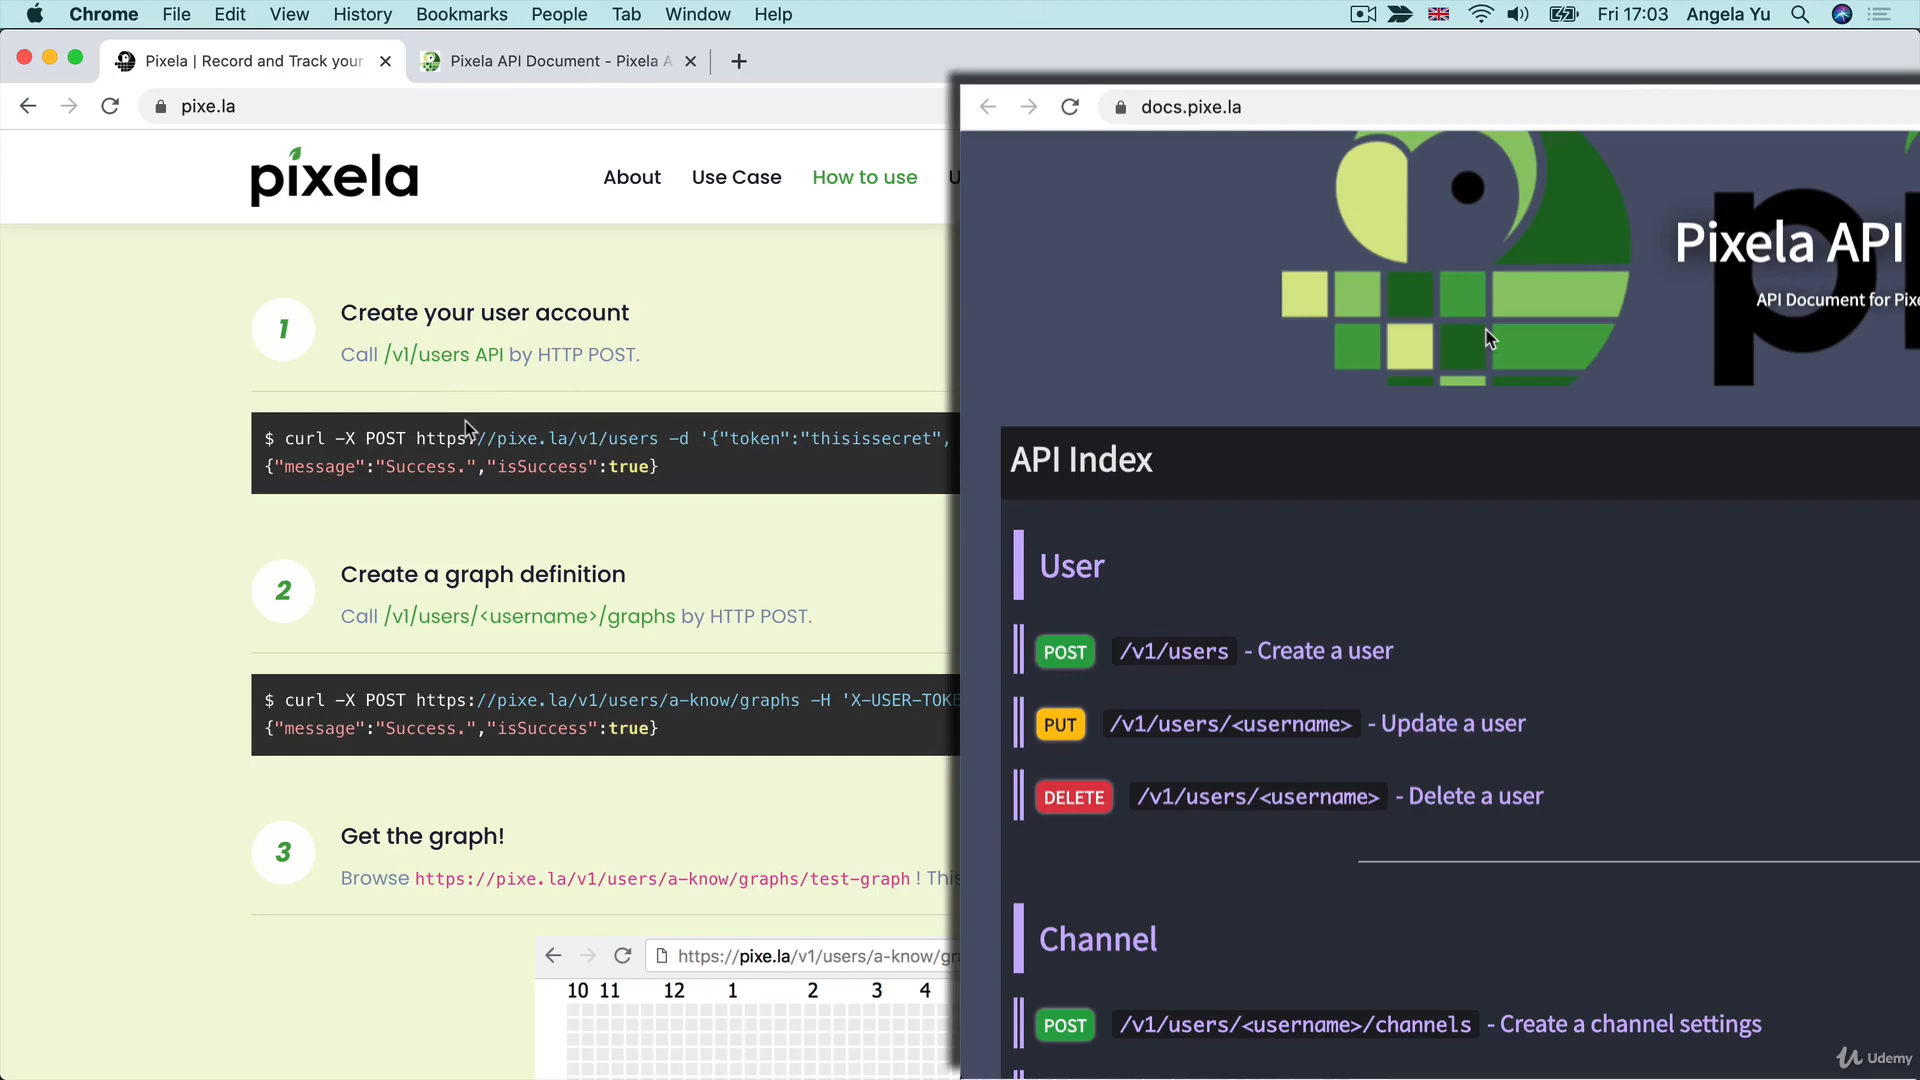 Chrome File Edit View History Bookmarks People Tab Window Help Fri 17:03 Angela Yu
Pixela | Record and Track your
Pixela API Document - Pixela A
pixe.la
pixela
About Use Case How to use
1
Create your user account
Call /v1/users API by HTTP POST.
$ curl -X POST https://pixe.la/v1/users -d '{"token":"thisissecret",
{"message":"Success.","isSuccess":true}
2
Create a graph definition
Call /v1/users/<username>/graphs by HTTP POST.
$ curl -X POST https://pixe.la/v1/users/a-know/graphs -H 'X-USER-TOKE
{"message":"Success.","isSuccess":true}
3
Get the graph!
Browse https://pixe.la/v1/users/a-know/graphs/test-graph ! This
https://pixe.la/v1/users/a-know/gr
10 11 12 1 2 3 4
docs.pixe.la
Pixela API
API Document for Pixe
API Index
User
POST /v1/users - Create a user
PUT /v1/users/<username> - Update a user
DELETE /v1/users/<username> - Delete a user
Channel
POST /v1/users/<username>/channels - Create a channel settings
Udemy